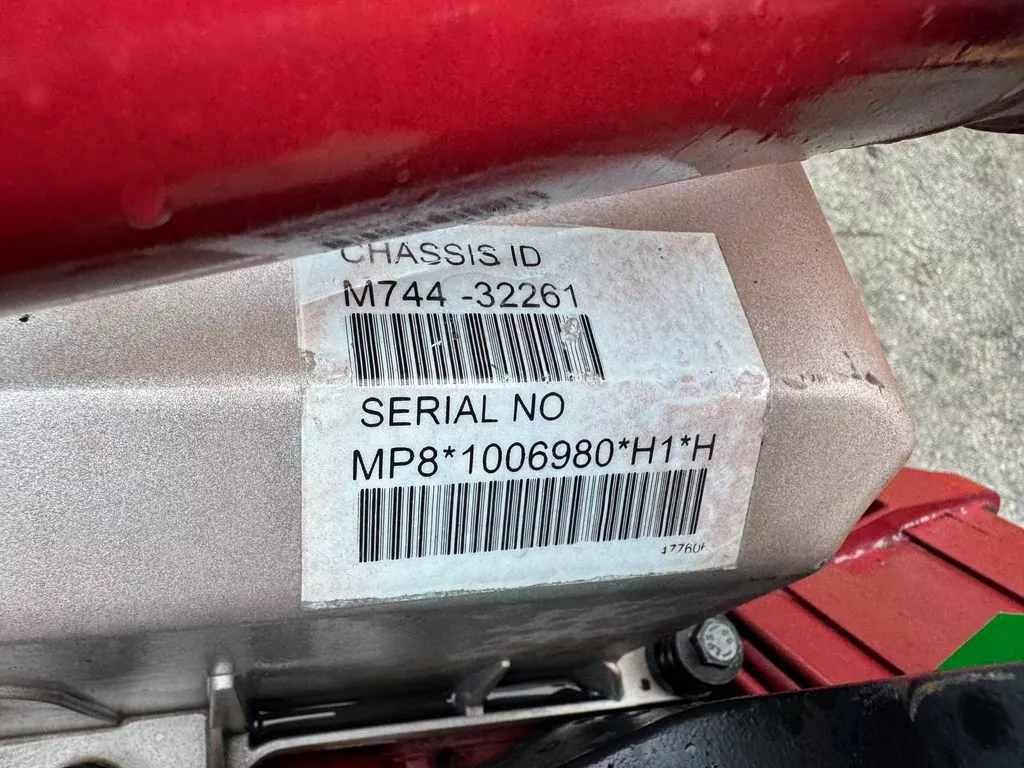 CHASSIS ID
M744 -32261
SERIAL NO
MP8*1006980*H1*H